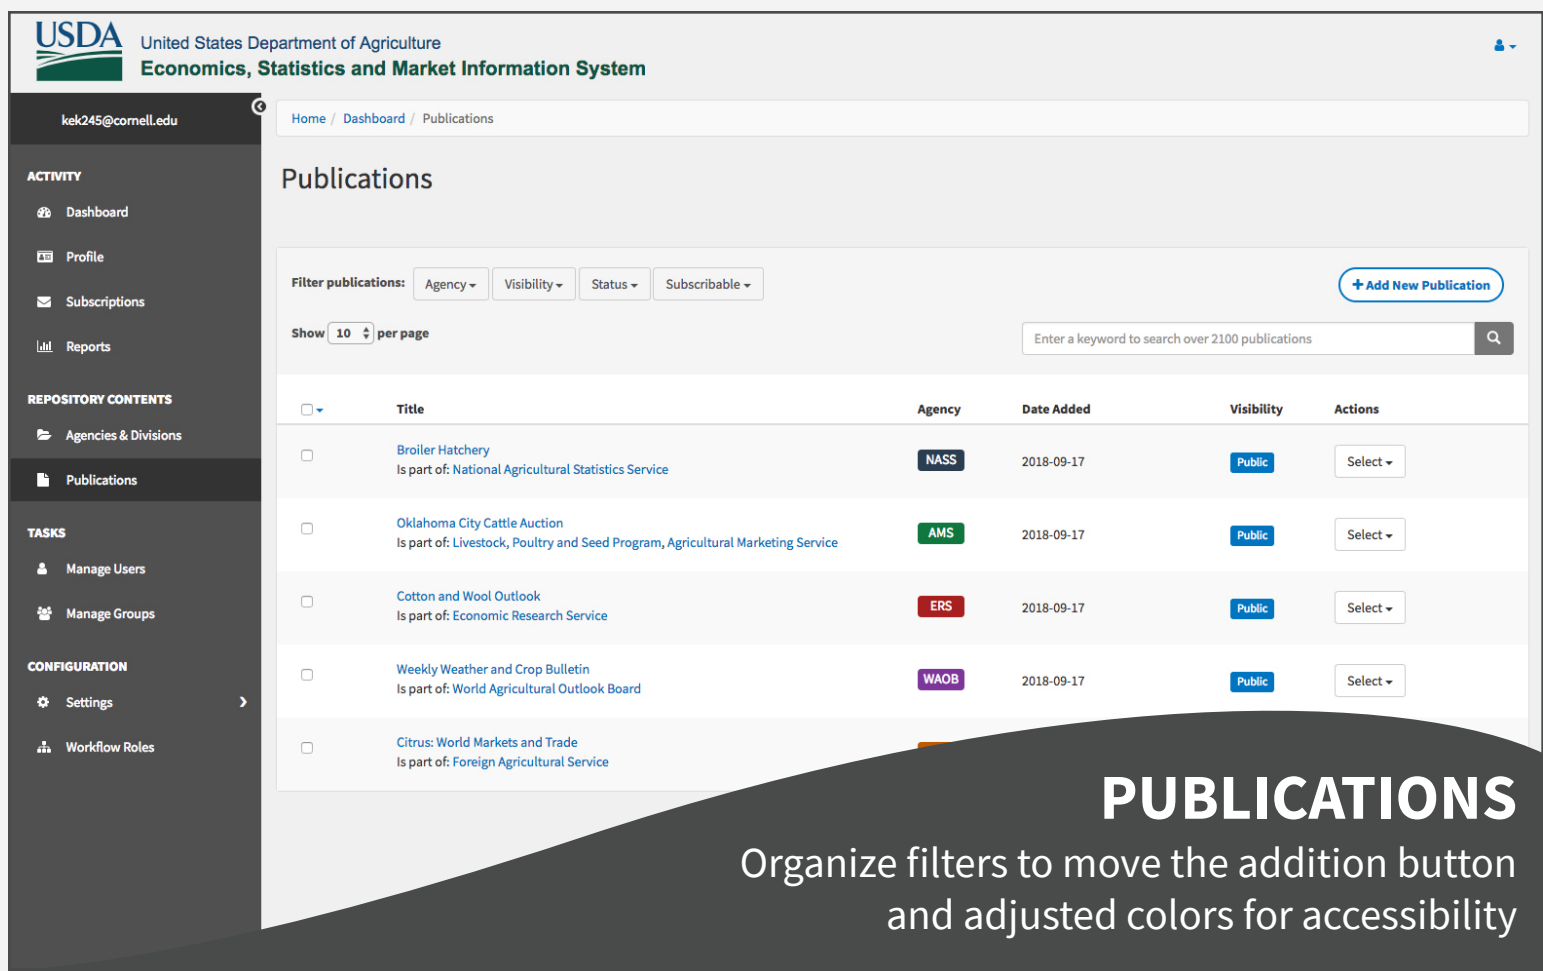 USDA
United States Department of Agriculture
Economics, Statistics and Market Information System
kek245@cornell.edu
Home / Dashboard / Publications
ACTIVITY
Dashboard
Profile
Subscriptions
Reports
REPOSITORY CONTENTS
Agencies & Divisions
Publications
TASKS
Manage Users
Manage Groups
CONFIGURATION
Settings
Workflow Roles
Publications
Filter publications: Agency Visibility Status Subscribable
+ Add New Publication
Show 10 per page
Enter a keyword to search over 2100 publications
Title Agency Date Added Visibility Actions
Broiler Hatchery
Is part of: National Agricultural Statistics Service
NASS 2018-09-17 Public Select
Oklahoma City Cattle Auction
Is part of: Livestock, Poultry and Seed Program, Agricultural Marketing Service
AMS 2018-09-17 Public Select
Cotton and Wool Outlook
Is part of: Economic Research Service
ERS 2018-09-17 Public Select
Weekly Weather and Crop Bulletin
Is part of: World Agricultural Outlook Board
WAOB 2018-09-17 Public Select
Citrus: World Markets and Trade
Is part of: Foreign Agricultural Service
PUBLICATIONS
Organize filters to move the addition button
and adjusted colors for accessibility